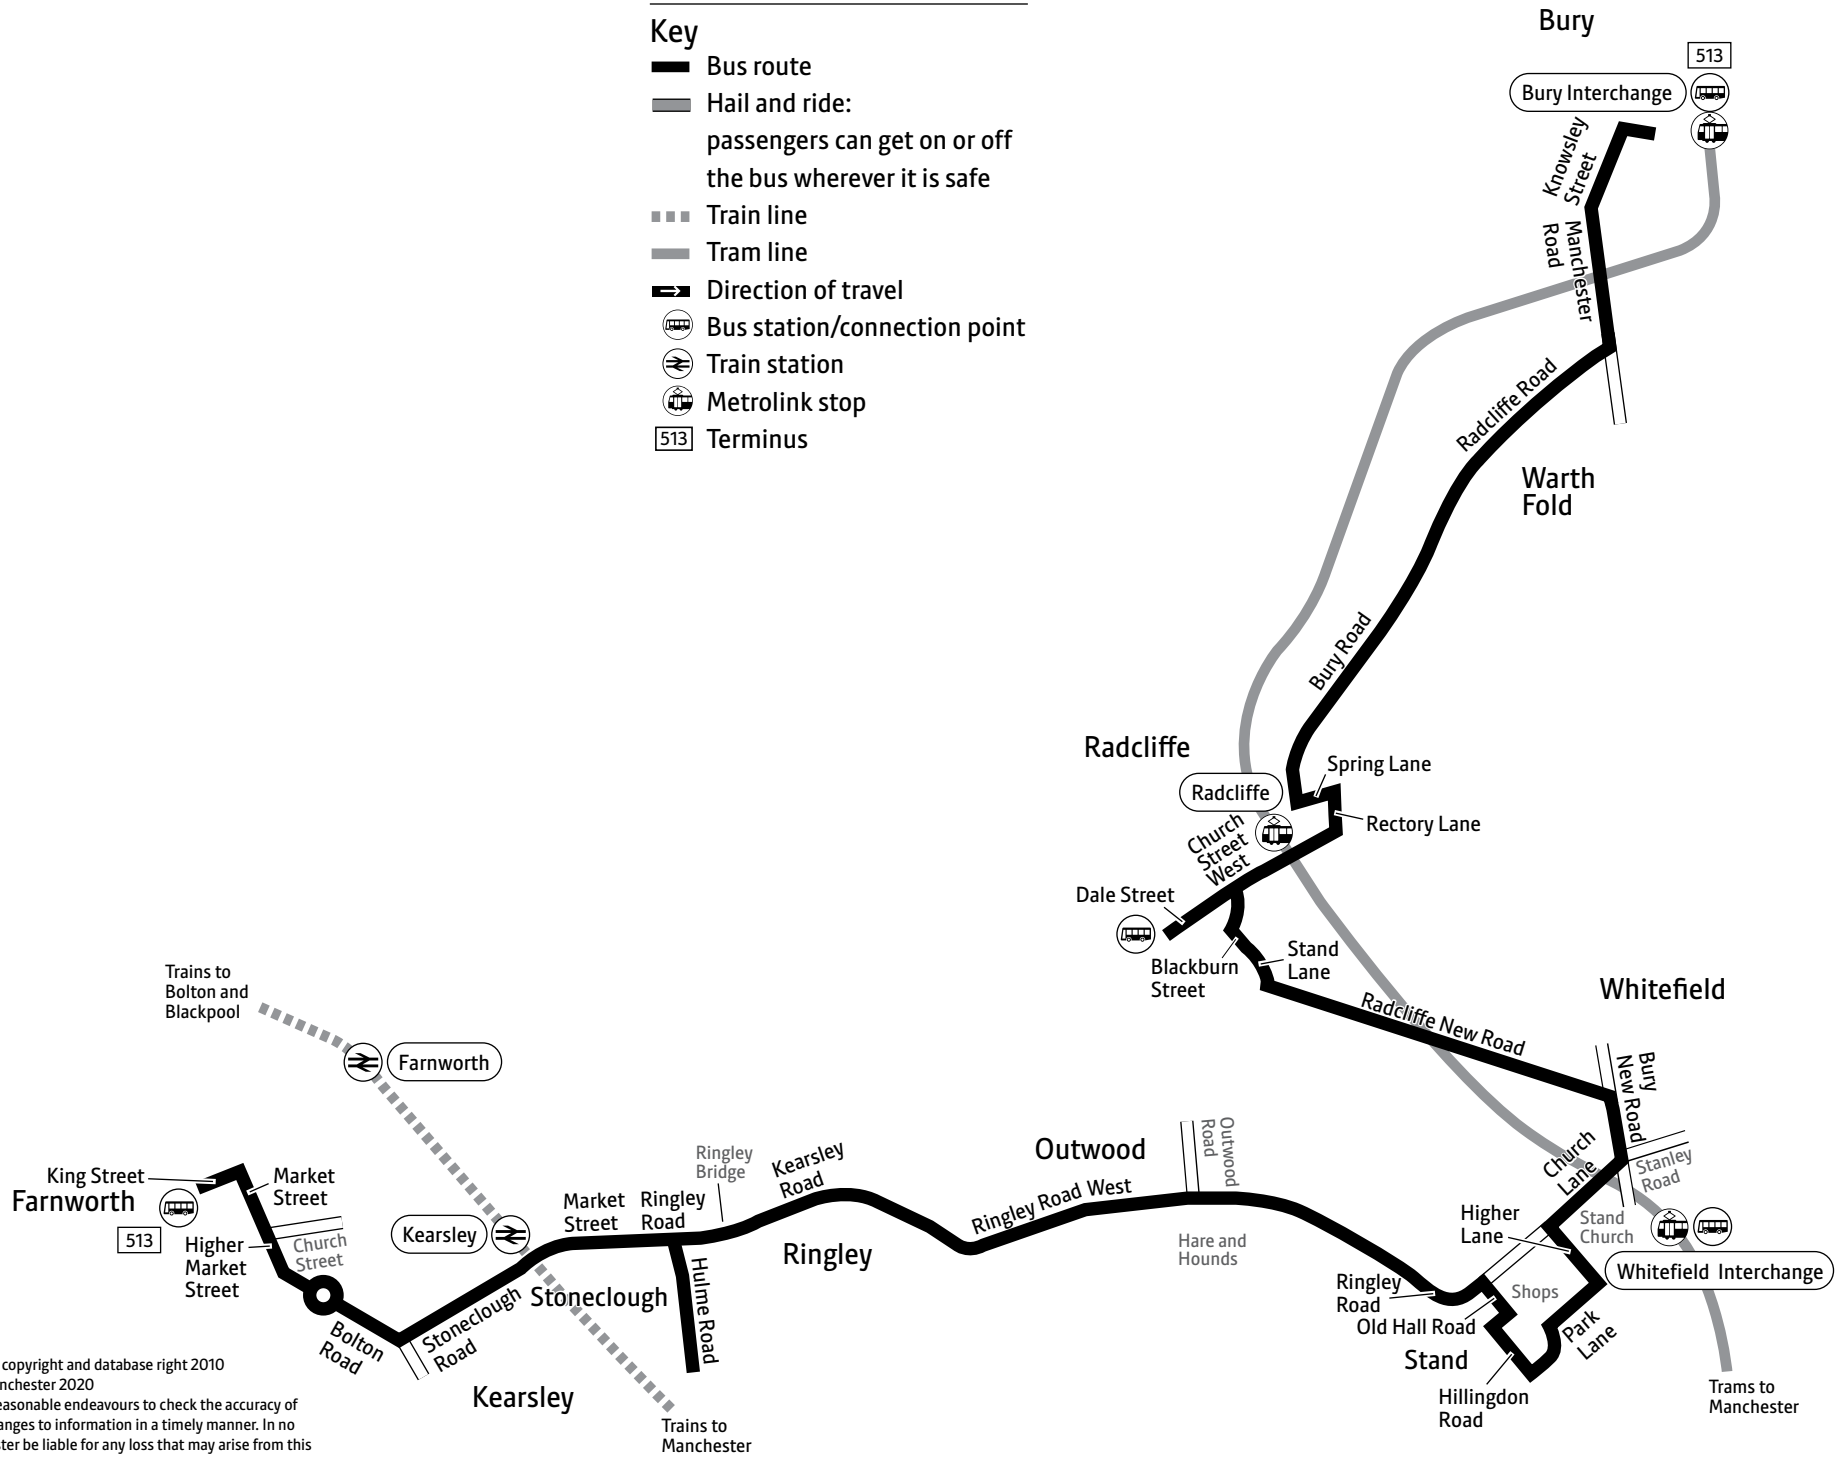 Key
Bus route
Hail and ride:
passengers can get on or off
the bus wherever it is safe
Train line
Tram line
Direction of travel
Bus station/connection point
Train station
Metrolink stop
513 Terminus
Bury
513
Bury Interchange
Knowsley
Street
Manchester
Road
Radcliffe Road
Warth
Fold
Bury Road
Radcliffe
Radcliffe
Spring Lane
Rectory Lane
Church
Street
West
Dale Street
Blackburn
Street
Stand
Lane
Radcliffe New Road
Whitefield
Bury
New Road
Church
Lane
Stanley
Road
Higher
Lane
Stand
Church
Whitefield Interchange
Shops
Ringley
Road
Old Hall Road
Park
Lane
Stand
Hillingdon
Road
Trams to
Manchester
Outwood
Outwood
Road
Ringley Road West
Hare and
Hounds
Ringley
Bridge
Kearsley
Road
Market
Street
Ringley
Road
Ringley
Hulme Road
Stoneclough
Kearsley
Stoneclough
Road
Kearsley
Trains to
Manchester
Trains to
Bolton and
Blackpool
Farnworth
King Street
Farnworth
513
Market
Street
Higher
Market
Street
Church
Street
Bolton
Road
copyright and database right 2010
nchester 2020
easonable endeavours to check the accuracy of
anges to information in a timely manner. In no
ster be liable for any loss that may arise from this